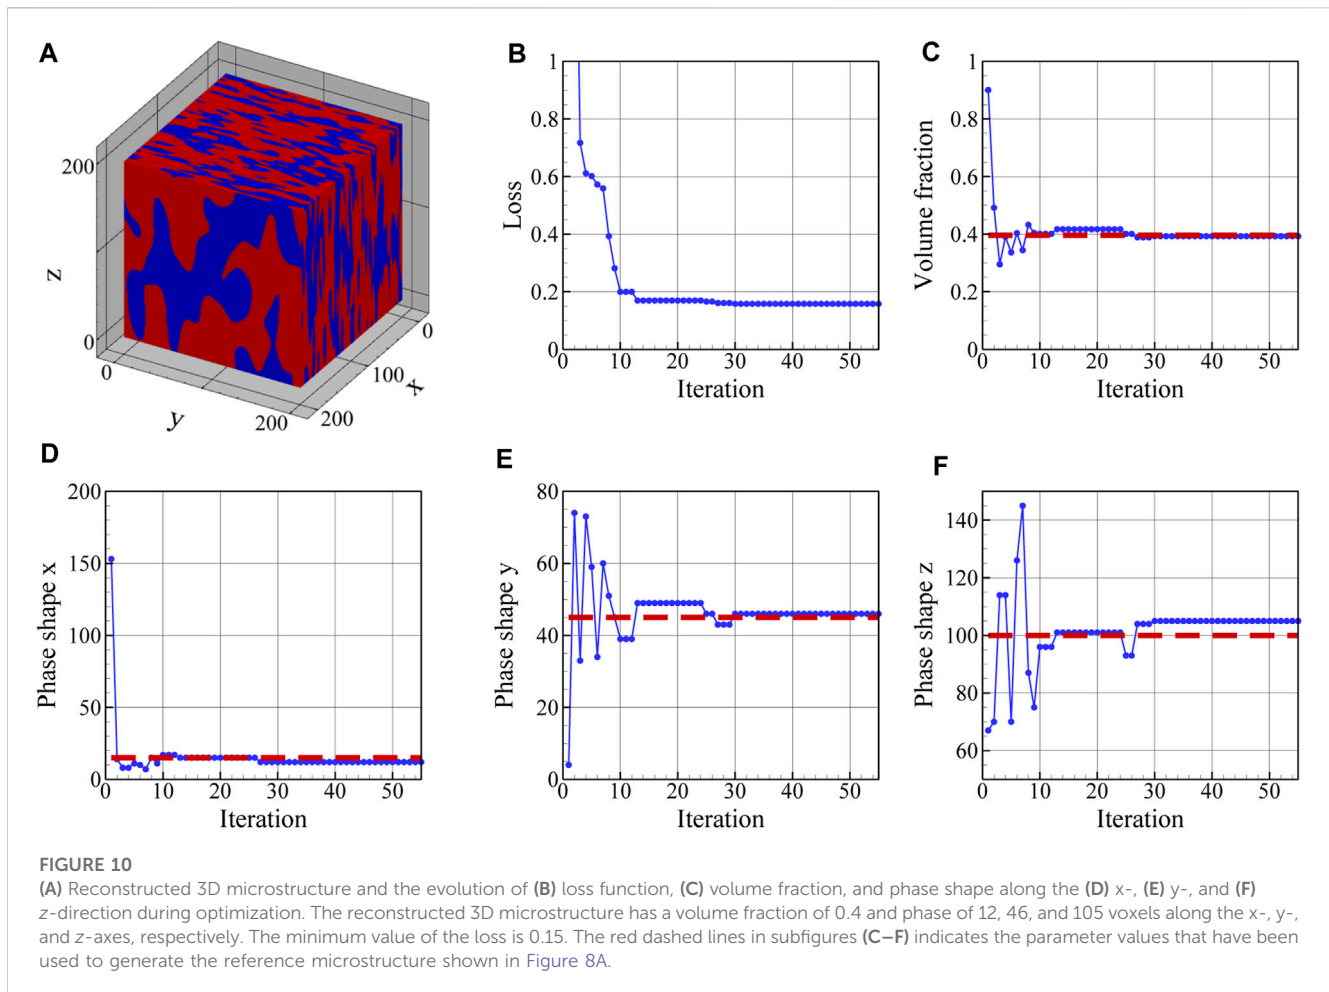 A
200
0
z
0
y
200
200
100
x
0
B
1
0.8
0.6
0.4
0.2
0
Loss
0 10 20 30 40 50
Iteration
C
1
0.8
0.6
0.4
0.2
0
Volume fraction
0 10 20 30 40 50
Iteration
D
200
150
100
50
0
Phase shape x
0 10 20 30 40 50
Iteration
E
80
60
40
20
0
Phase shape y
0 10 20 30 40 50
Iteration
F
140
120
100
80
60
Phase shape z
0 10 20 30 40 50
Iteration
FIGURE 10
(A) Reconstructed 3D microstructure and the evolution of (B) loss function, (C) volume fraction, and phase shape along the (D) x-, (E) y-, and (F)
z-direction during optimization. The reconstructed 3D microstructure has a volume fraction of 0.4 and phase of 12, 46, and 105 voxels along the x-, y-,
and z-axes, respectively. The minimum value of the loss is 0.15. The red dashed lines in subfigures (C–F) indicates the parameter values that have been
used to generate the reference microstructure shown in Figure 8A.